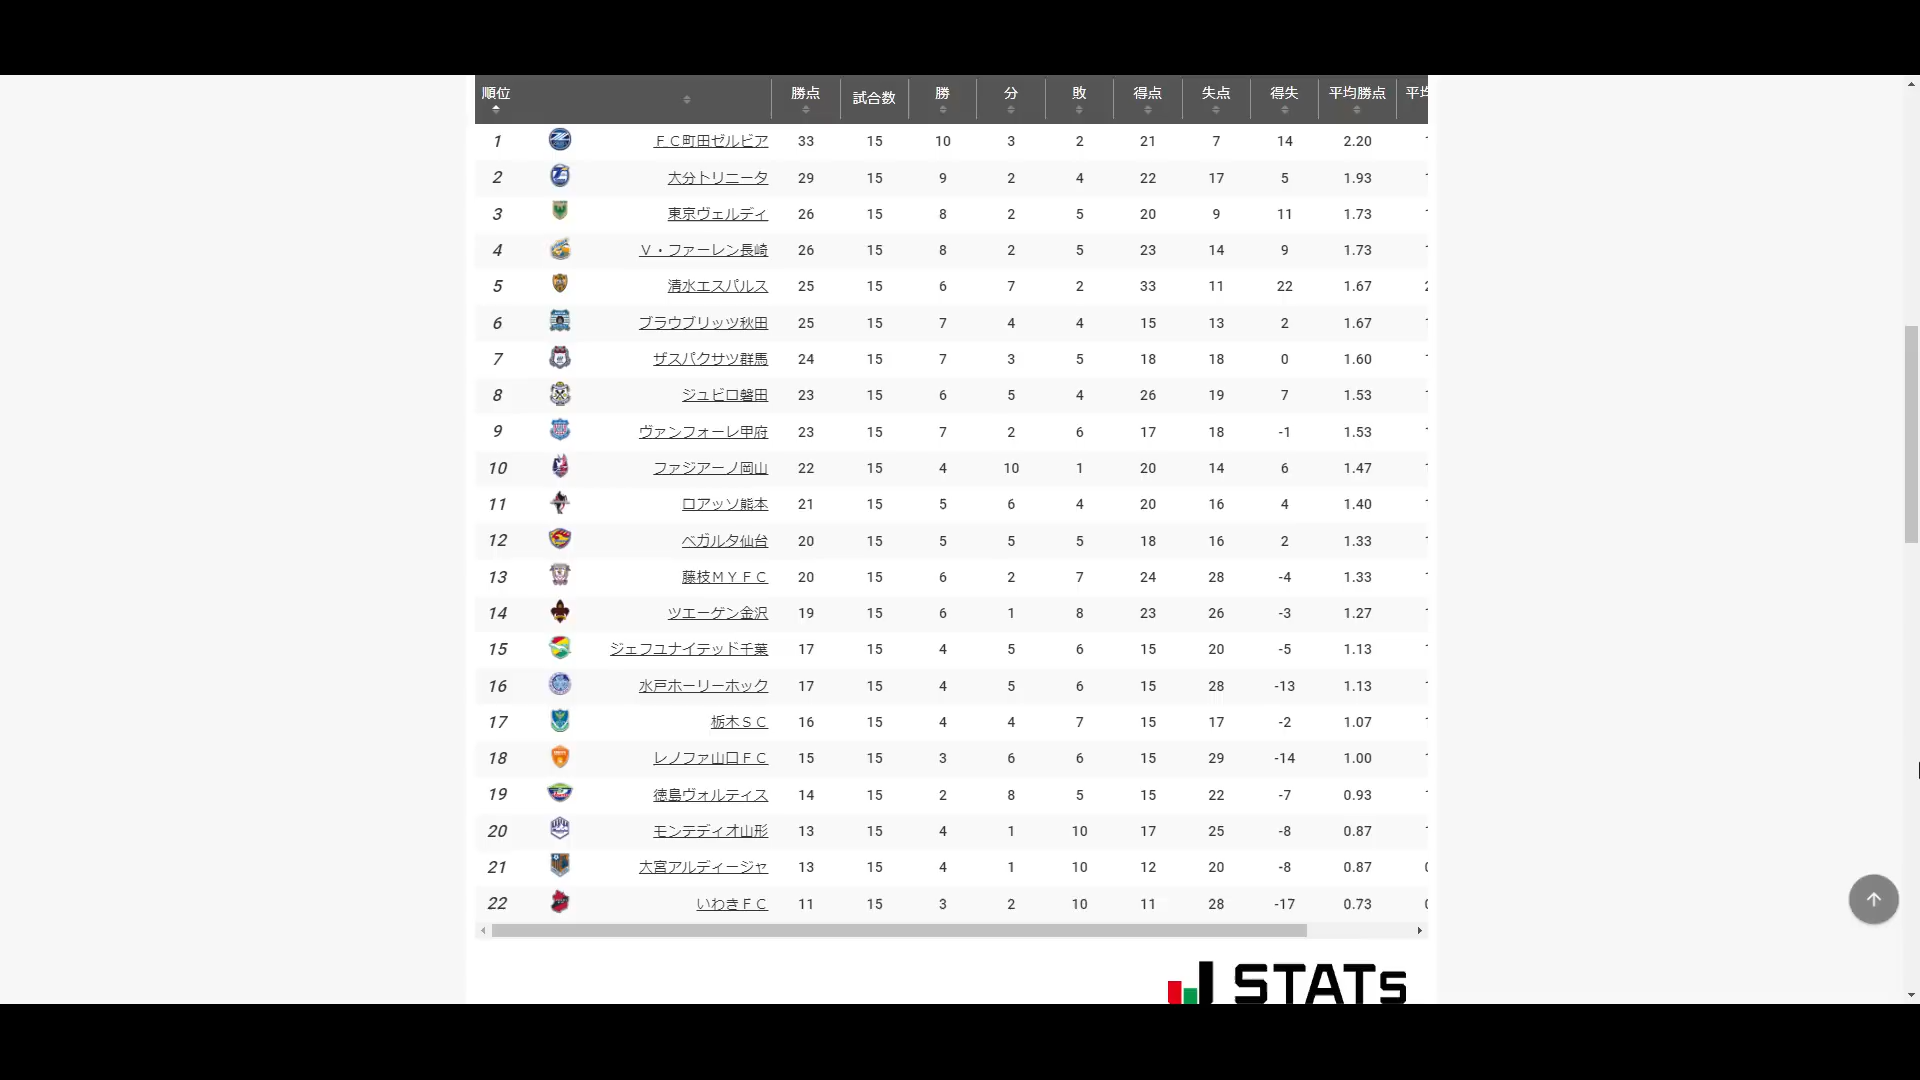 順位 勝点 試合数 勝 分 敗 得点 失点 得失 平均勝点
1 ＦＣ町田ゼルビア 33 15 10 3 2 21 7 14 2.20
2 大分トリニータ 29 15 9 2 4 22 17 5 1.93
3 東京ヴェルディ 26 15 8 2 5 20 9 11 1.73
4 Ｖ・ファーレン長崎 26 15 8 2 5 23 14 9 1.73
5 清水エスパルス 25 15 6 7 2 33 11 22 1.67
6 ブラウブリッツ秋田 25 15 7 4 4 15 13 2 1.67
7 ザスパクサツ群馬 24 15 7 3 5 18 18 0 1.60
8 ジュビロ磐田 23 15 6 5 4 26 19 7 1.53
9 ヴァンフォーレ甲府 23 15 7 2 6 17 18 -1 1.53
10 ファジアーノ岡山 22 15 4 10 1 20 14 6 1.47
11 ロアッソ熊本 21 15 5 6 4 20 16 4 1.40
12 ベガルタ仙台 20 15 5 5 5 18 16 2 1.33
13 藤枝ＭＹＦＣ 20 15 6 2 7 24 28 -4 1.33
14 ツエーゲン金沢 19 15 6 1 8 23 26 -3 1.27
15 ジェフユナイテッド千葉 17 15 4 5 6 15 20 -5 1.13
16 水戸ホーリーホック 17 15 4 5 6 15 28 -13 1.13
17 栃木ＳＣ 16 15 4 4 7 15 17 -2 1.07
18 レノファ山口ＦＣ 15 15 3 6 6 15 29 -14 1.00
19 徳島ヴォルティス 14 15 2 8 5 15 22 -7 0.93
20 モンテディオ山形 13 15 4 1 10 17 25 -8 0.87
21 大宮アルディージャ 13 15 4 1 10 12 20 -8 0.87
22 いわきＦＣ 11 15 3 2 10 11 28 -17 0.73
J STATs